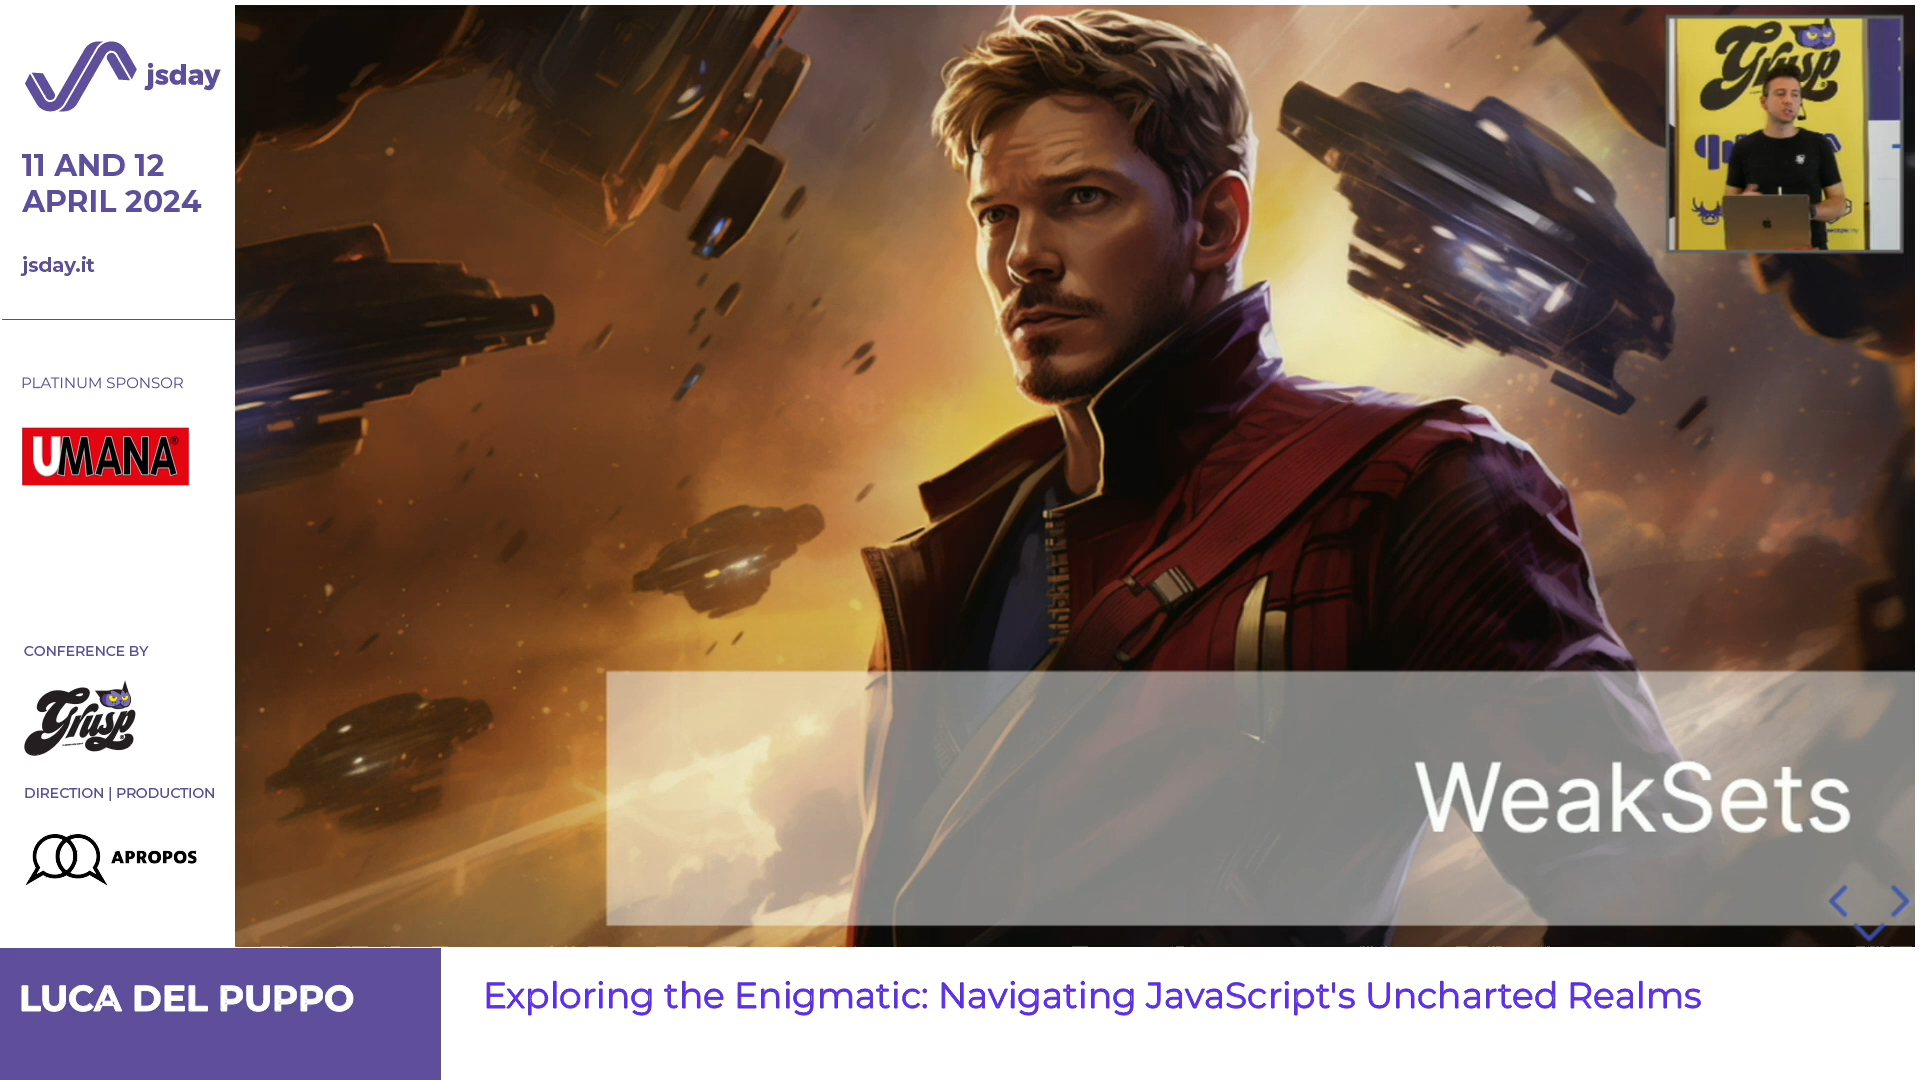 jsday
11 AND 12
APRIL 2024
jsday.it
PLATINUM SPONSOR
UMANA®
CONFERENCE BY
Grusp
DIRECTION | PRODUCTION
APROPOS
Grusp
WeakSets
LUCA DEL PUPPO
Exploring the Enigmatic: Navigating JavaScript's Uncharted Realms